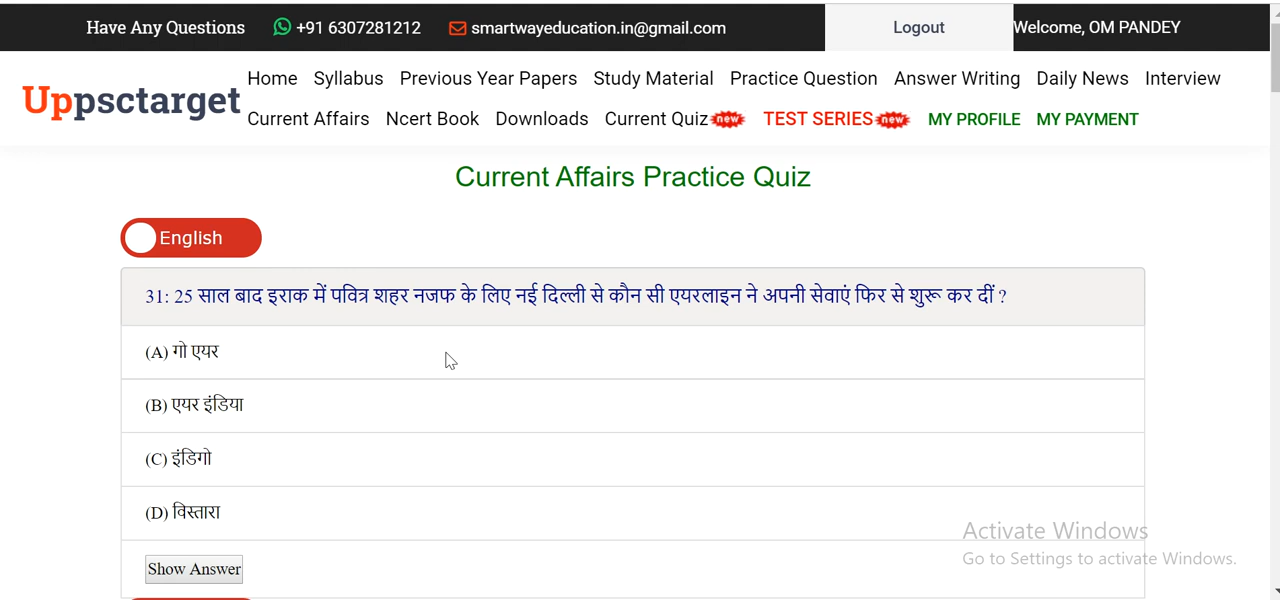 Have Any Questions +91 6307281212 smartwayeducation.in@gmail.com Logout Welcome, OM PANDEY
Uppsctarget
Home Syllabus Previous Year Papers Study Material Practice Question Answer Writing Daily News Interview
Current Affairs Ncert Book Downloads Current Quiz new TEST SERIES new MY PROFILE MY PAYMENT
Current Affairs Practice Quiz
English
31: 25 साल बाद इराक में पवित्र शहर नजफ के लिए नई दिल्ली से कौन सी एयरलाइन ने अपनी सेवाएं फिर से शुरू कर दीं ?
(A) गो एयर
(B) एयर इंडिया
(C) इंडिगो
(D) विस्तारा
Show Answer
Activate Windows
Go to Settings to activate Windows.